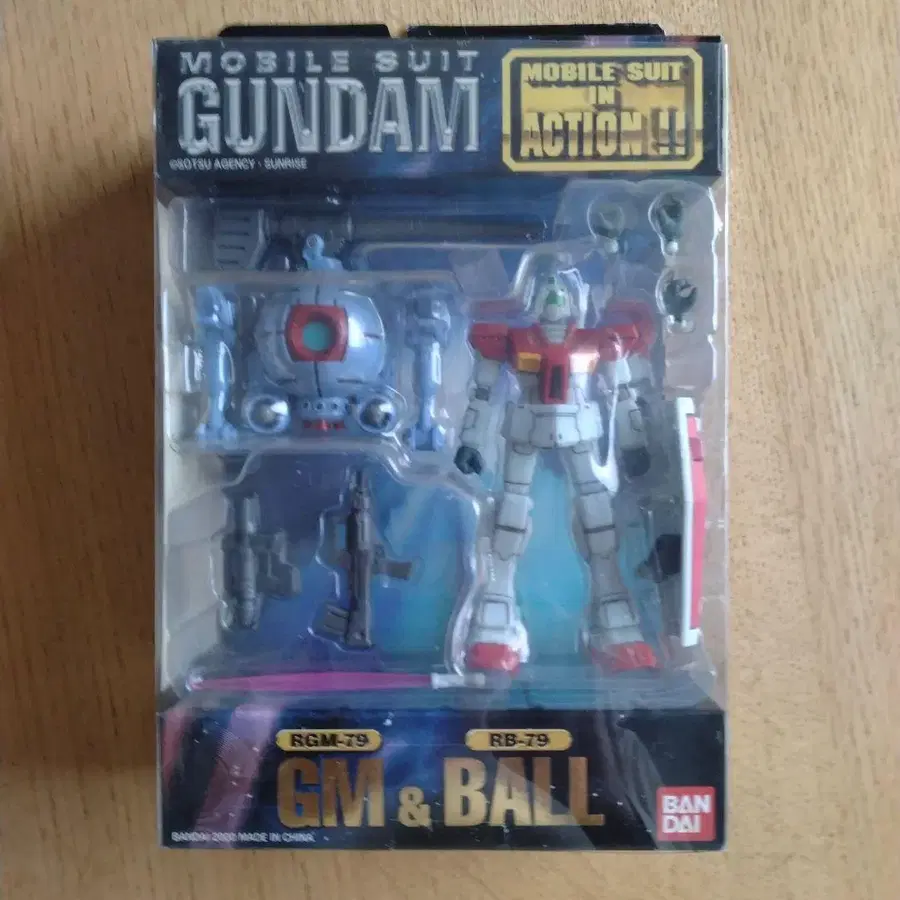 MOBILE SUIT
GUNDAM
©SOTSU AGENCY · SUNRISE
MOBILE SUIT
IN
ACTION!!
RGM-79
RB-79
GM & BALL
BANDAI 2000 MADE IN CHINA
BAN
DAI